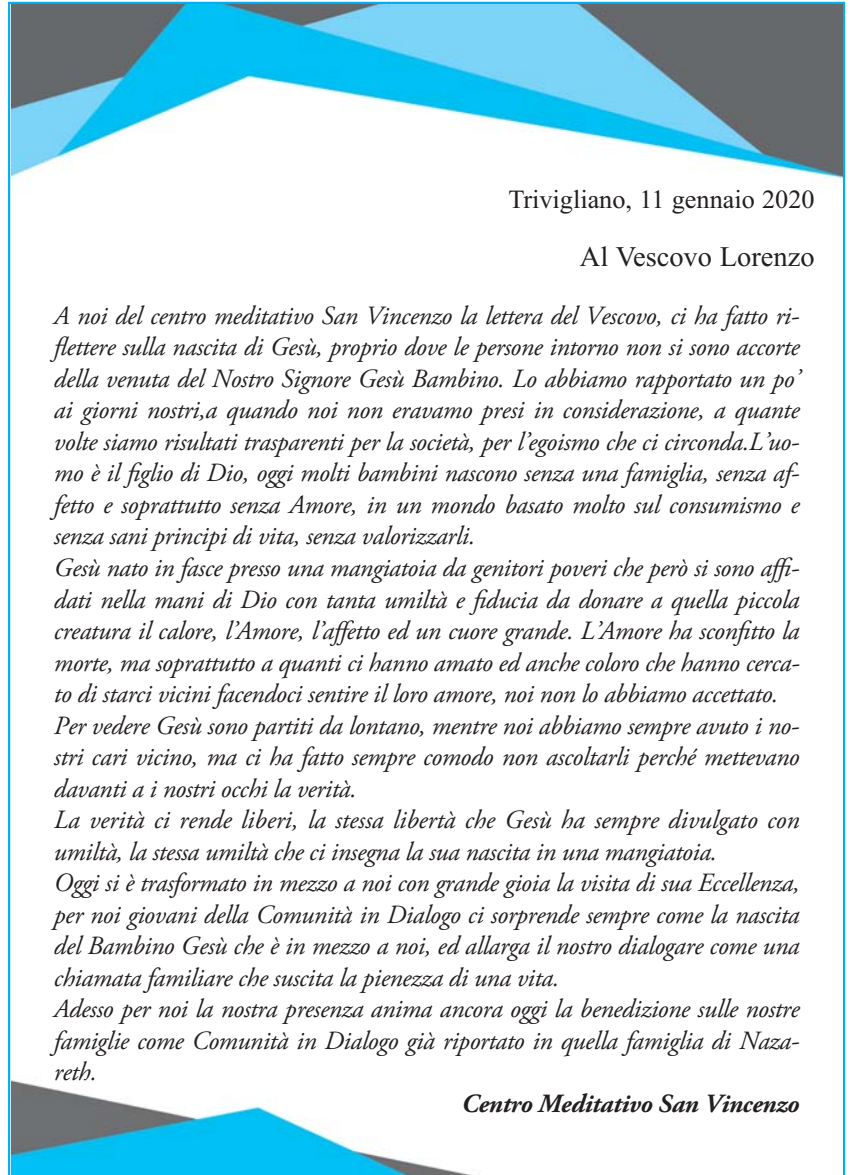 Trivigliano, 11 gennaio 2020
Al Vescovo Lorenzo
A noi del centro meditativo San Vincenzo la lettera del Vescovo, ci ha fatto ri-
flettere sulla nascita di Gesù, proprio dove le persone intorno non si sono accorte
della venuta del Nostro Signore Gesù Bambino. Lo abbiamo rapportato un po’
ai giorni nostri,a quando noi non eravamo presi in considerazione, a quante
volte siamo risultati trasparenti per la società, per l’egoismo che ci circonda.L’uo-
mo è il figlio di Dio, oggi molti bambini nascono senza una famiglia, senza af-
fetto e soprattutto senza Amore, in un mondo basato molto sul consumismo e
senza sani principi di vita, senza valorizzarli.
Gesù nato in fasce presso una mangiatoia da genitori poveri che però si sono affi-
dati nella mani di Dio con tanta umiltà e fiducia da donare a quella piccola
creatura il calore, l’Amore, l’affetto ed un cuore grande. L’Amore ha sconfitto la
morte, ma soprattutto a quanti ci hanno amato ed anche coloro che hanno cerca-
to di starci vicini facendoci sentire il loro amore, noi non lo abbiamo accettato.
Per vedere Gesù sono partiti da lontano, mentre noi abbiamo sempre avuto i no-
stri cari vicino, ma ci ha fatto sempre comodo non ascoltarli perché mettevano
davanti a i nostri occhi la verità.
La verità ci rende liberi, la stessa libertà che Gesù ha sempre divulgato con
umiltà, la stessa umiltà che ci insegna la sua nascita in una mangiatoia.
Oggi si è trasformato in mezzo a noi con grande gioia la visita di sua Eccellenza,
per noi giovani della Comunità in Dialogo ci sorprende sempre come la nascita
del Bambino Gesù che è in mezzo a noi, ed allarga il nostro dialogare come una
chiamata familiare che suscita la pienezza di una vita.
Adesso per noi la nostra presenza anima ancora oggi la benedizione sulle nostre
famiglie come Comunità in Dialogo già riportato in quella famiglia di Naza-
reth.
Centro Meditativo San Vincenzo